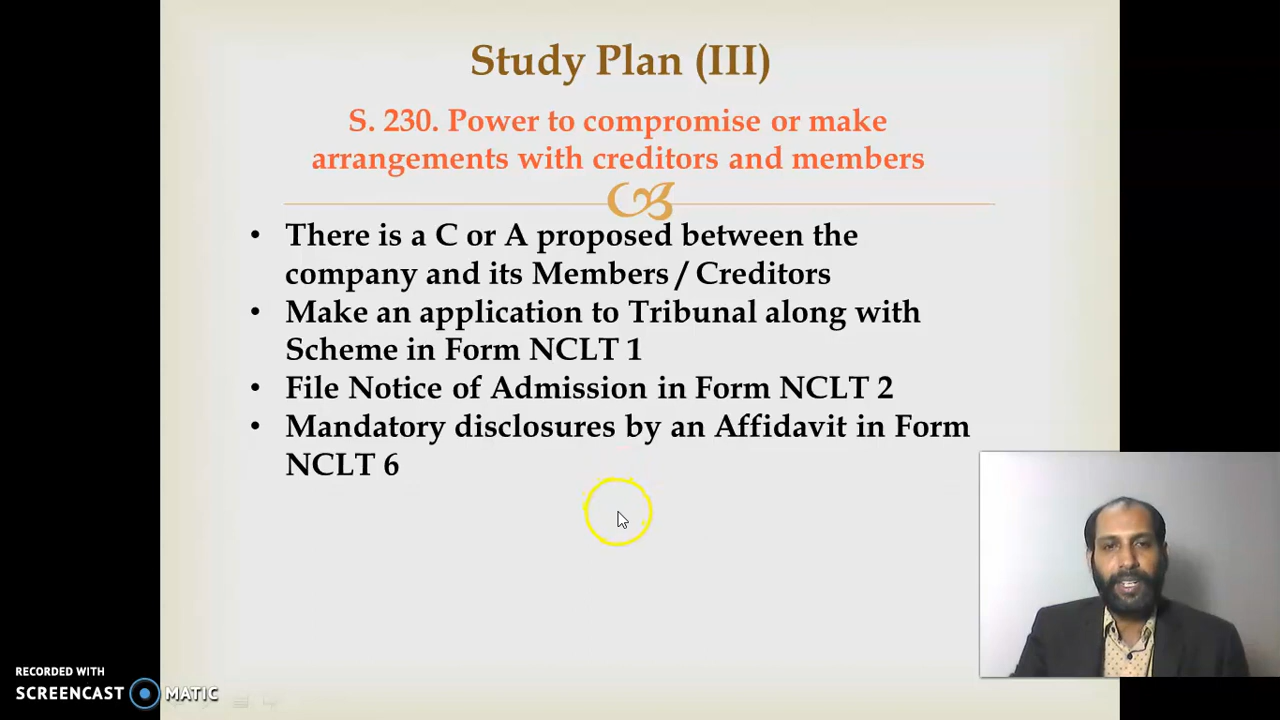 Study Plan (III)
S. 230. Power to compromise or make
arrangements with creditors and members
• There is a C or A proposed between the
company and its Members / Creditors
• Make an application to Tribunal along with
Scheme in Form NCLT 1
• File Notice of Admission in Form NCLT 2
• Mandatory disclosures by an Affidavit in Form
NCLT 6
RECORDED WITH
SCREENCAST MATIC